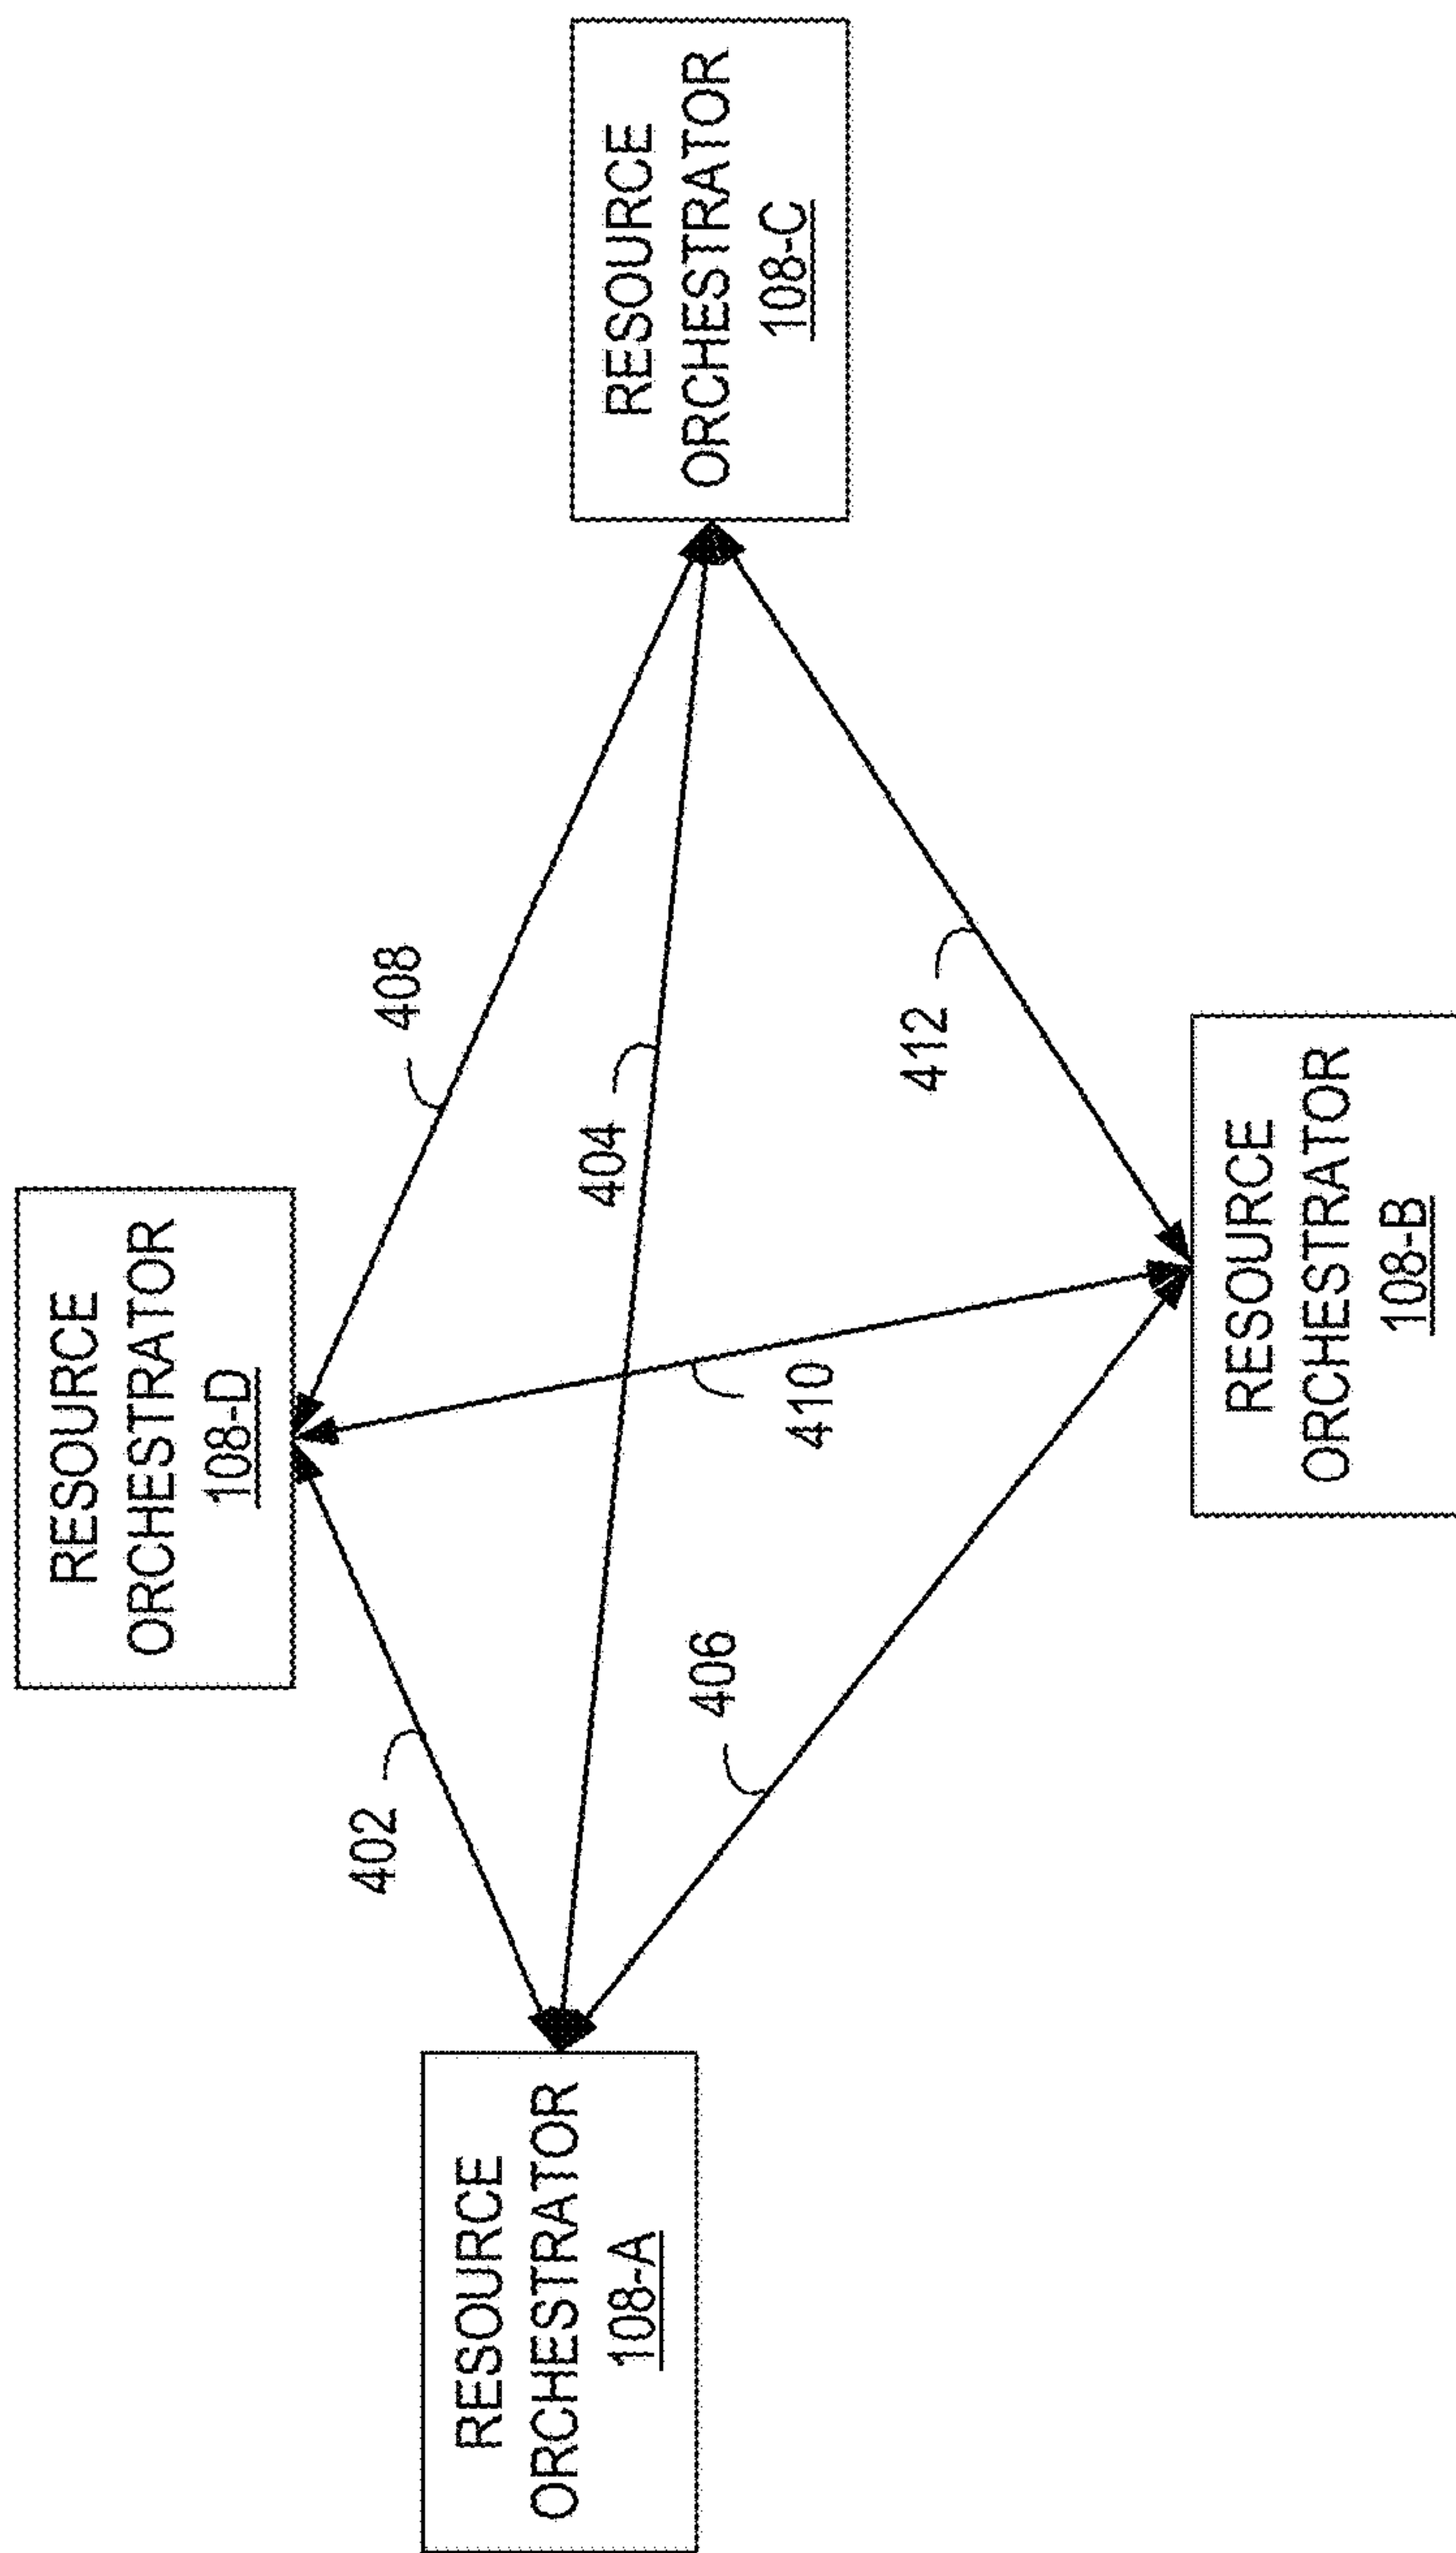 RESOURCE
ORCHESTRATOR
108-D
402
408
RESOURCE
ORCHESTRATOR
108-A
404
RESOURCE
ORCHESTRATOR
108-C
406
410
412
RESOURCE
ORCHESTRATOR
108-B